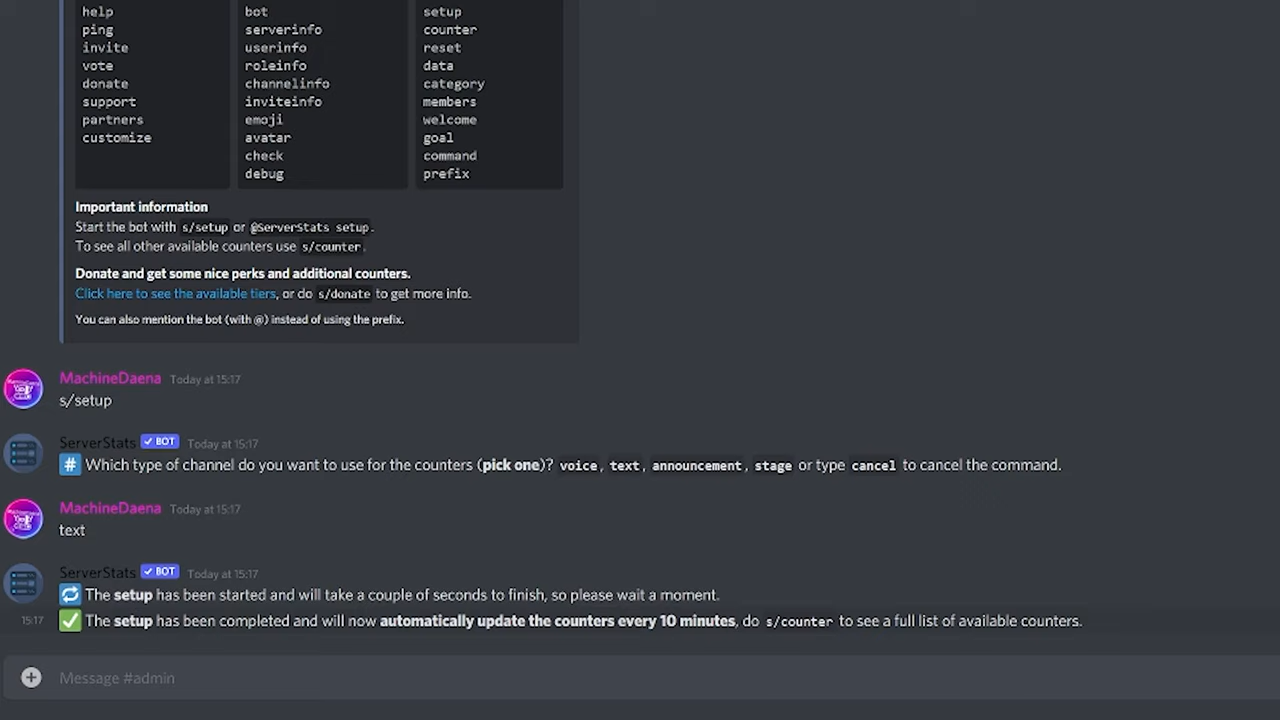 help bot setup
ping serverinfo counter
invite userinfo reset
vote roleinfo data
donate channelinfo category
support inviteinfo members
partners emoji welcome
customize avatar goal
check command
debug prefix
Important information
Start the bot with s/setup or @ServerStats setup.
To see all other available counters use s/counter.
Donate and get some nice perks and additional counters.
Click here to see the available tiers, or do s/donate to get more info.
You can also mention the bot (with @) instead of using the prefix.
MachineDaena Today at 15:17
s/setup
ServerStats ✓ BOT Today at 15:17
# Which type of channel do you want to use for the counters (pick one)? voice, text, announcement, stage or type cancel to cancel the command.
MachineDaena Today at 15:17
text
ServerStats ✓ BOT Today at 15:17
The setup has been started and will take a couple of seconds to finish, so please wait a moment.
15:17 The setup has been completed and will now automatically update the counters every 10 minutes, do s/counter to see a full list of available counters.
Message #admin